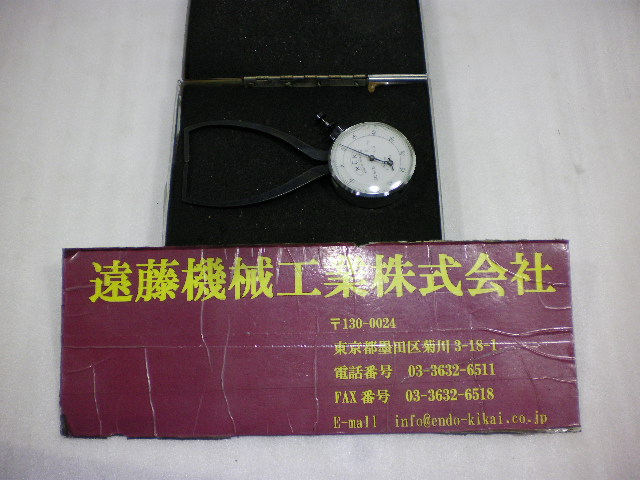 遠藤機械工業株式会社
〒130-0024
東京都墨田区菊川3-18-1
電話番号 03-3632-6511
FAX番号 03-3632-6518
E-mall info@endo-kikai.co.jp